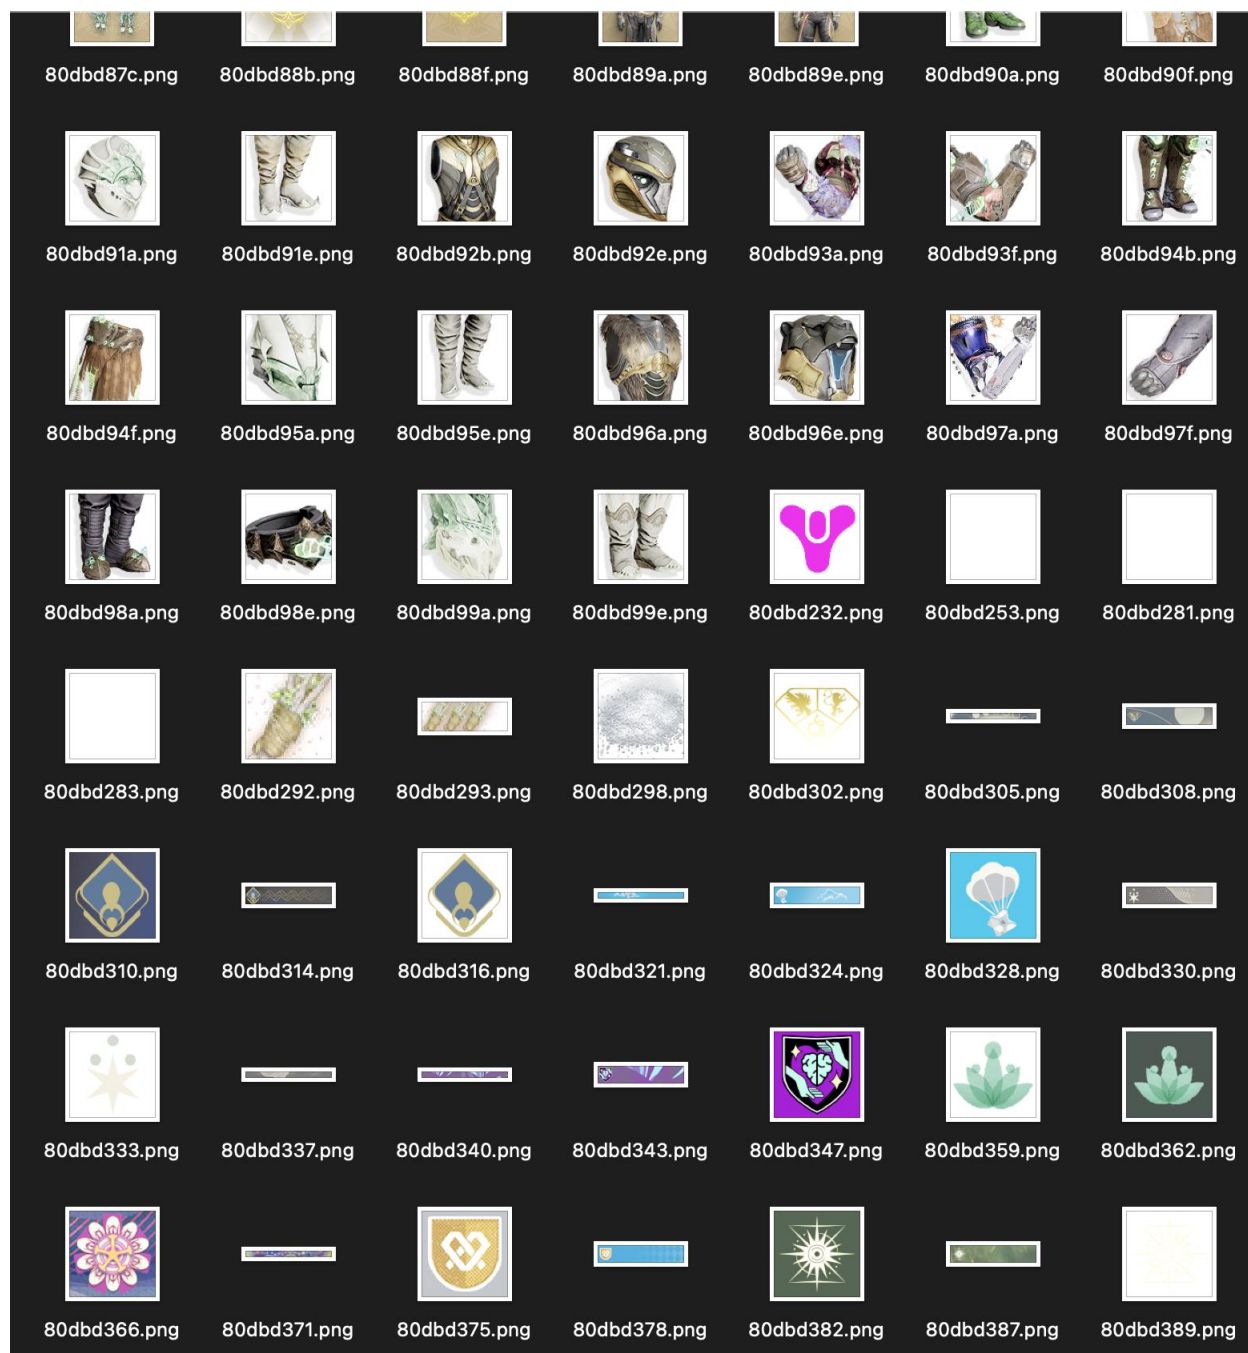 80dbd87c.png 80dbd88b.png 80dbd88f.png 80dbd89a.png 80dbd89e.png 80dbd90a.png 80dbd90f.png
80dbd91a.png 80dbd91e.png 80dbd92b.png 80dbd92e.png 80dbd93a.png 80dbd93f.png 80dbd94b.png
80dbd94f.png 80dbd95a.png 80dbd95e.png 80dbd96a.png 80dbd96e.png 80dbd97a.png 80dbd97f.png
80dbd98a.png 80dbd98e.png 80dbd99a.png 80dbd99e.png 80dbd232.png 80dbd253.png 80dbd281.png
80dbd283.png 80dbd292.png 80dbd293.png 80dbd298.png 80dbd302.png 80dbd305.png 80dbd308.png
80dbd310.png 80dbd314.png 80dbd316.png 80dbd321.png 80dbd324.png 80dbd328.png 80dbd330.png
80dbd333.png 80dbd337.png 80dbd340.png 80dbd343.png 80dbd347.png 80dbd359.png 80dbd362.png
80dbd366.png 80dbd371.png 80dbd375.png 80dbd378.png 80dbd382.png 80dbd387.png 80dbd389.png